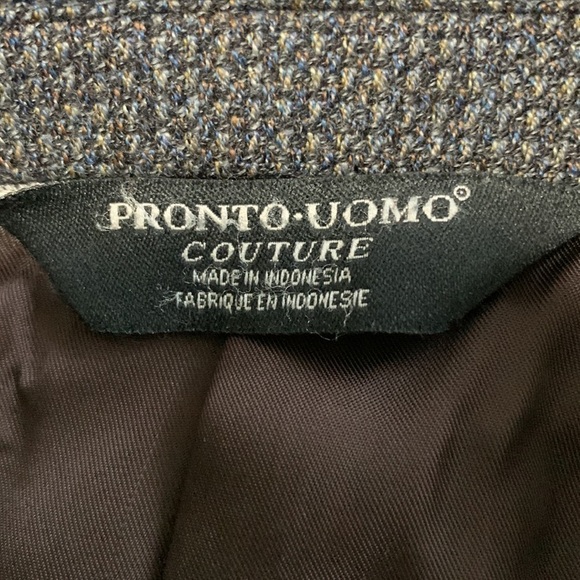 PRONTO·UOMO°
COUTURE
MADE IN INDONESIA
FABRIQUE EN INDONESIE